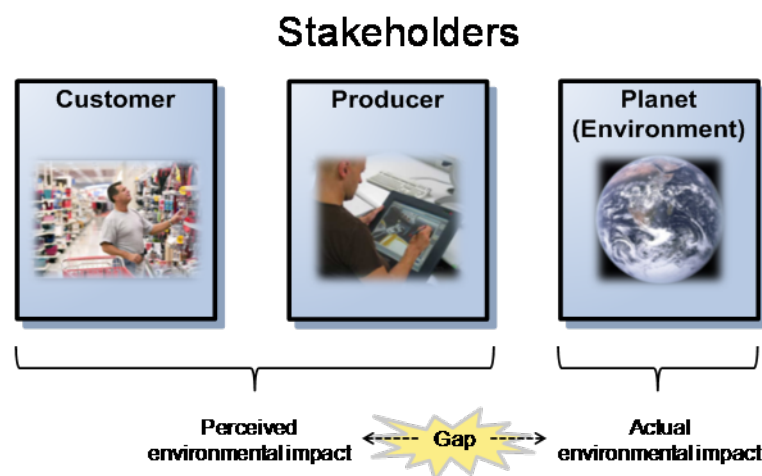 Stakeholders
Customer
Producer
Planet
(Environment)
Perceived
environmental impact
Gap
Actual
environmental impact